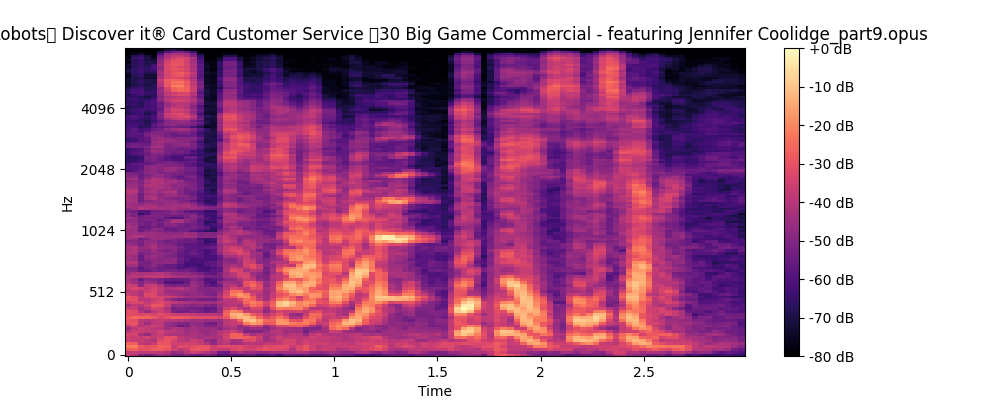 obots▯ Discover it® Card Customer Service ▯30 Big Game Commercial - featuring Jennifer Coolidge_part9.opus
+0 dB
-10 dB
-20 dB
-30 dB
-40 dB
-50 dB
-60 dB
-70 dB
-80 dB
Hz
4096
2048
1024
512
0
0
0.5
1
1.5
2
2.5
Time